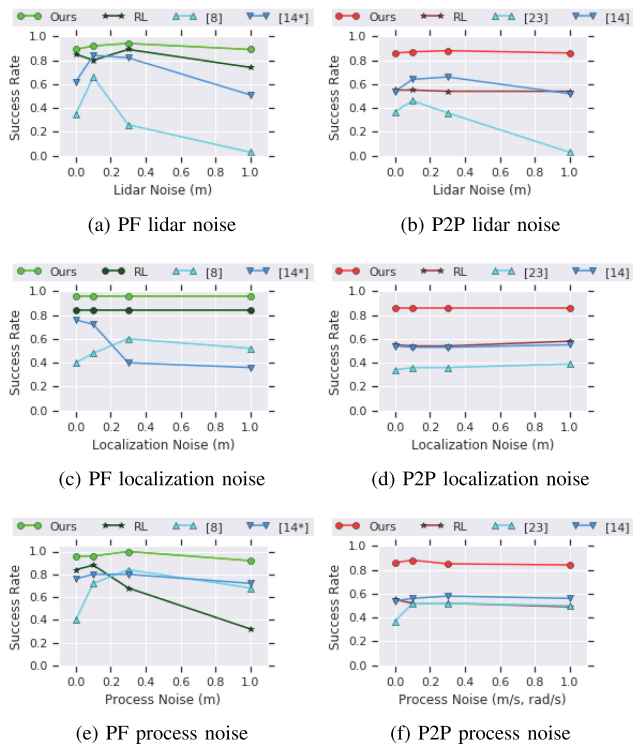 Ours RL [8] [14*]
Success Rate
1.0
0.8
0.6
0.4
0.2
0.0
0.0 0.2 0.4 0.6 0.8 1.0
Lidar Noise (m)
(a) PF lidar noise
Ours RL [23] [14]
Success Rate
1.0
0.8
0.6
0.4
0.2
0.0
0.0 0.2 0.4 0.6 0.8 1.0
Lidar Noise (m)
(b) P2P lidar noise
Ours RL [8] [14*]
Success Rate
1.0
0.8
0.6
0.4
0.2
0.0
0.0 0.2 0.4 0.6 0.8 1.0
Localization Noise (m)
(c) PF localization noise
Ours RL [23] [14]
Success Rate
1.0
0.8
0.6
0.4
0.2
0.0
0.0 0.2 0.4 0.6 0.8 1.0
Localization Noise (m)
(d) P2P localization noise
Ours RL [8] [14*]
Success Rate
1.0
0.8
0.6
0.4
0.2
0.0
0.0 0.2 0.4 0.6 0.8 1.0
Process Noise (m)
(e) PF process noise
Ours RL [23] [14]
Success Rate
1.0
0.8
0.6
0.4
0.2
0.0
0.0 0.2 0.4 0.6 0.8 1.0
Process Noise (m/s, rad/s)
(f) P2P process noise